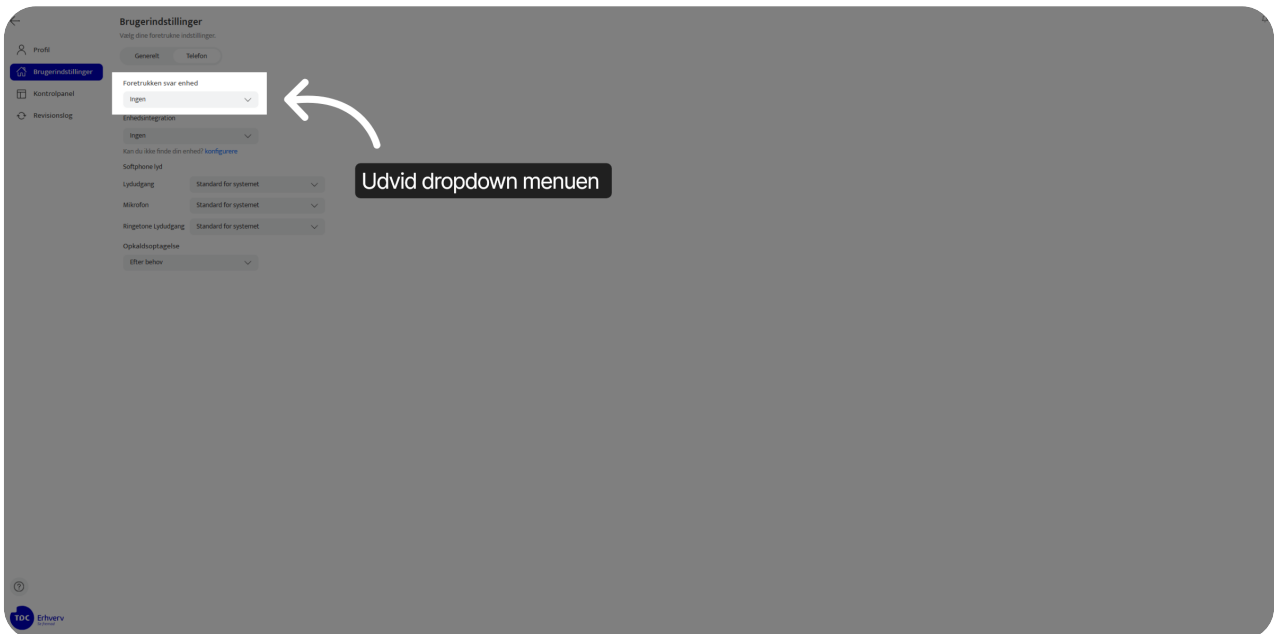 Brugerindstillinger
Vælg dine foretrukne indstillinger.
Generelt Telefon
Profil
Brugerindstillinger
Kontrolpanel
Revisionslog
Foretrukken svar enhed
Ingen
Enhedsintegration
Ingen
Kan du ikke finde din enhed? konfigurere
Softphone lyd
Lydudgang Standard for systemet
Mikrofon Standard for systemet
Ringetone Lydudgang Standard for systemet
Opkaldsoptagelse
Efter behov
Udvid dropdown menuen
TOC Erhverv